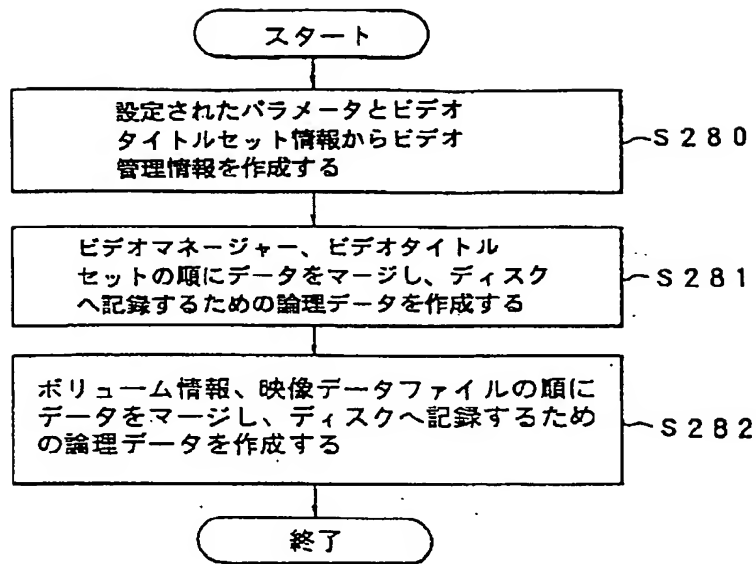 スタート
設定されたパラメータとビデオ
タイトルセット情報からビデオ
管理情報を作成する
S280
ビデオマネージャー、ビデオタイトル
セットの順にデータをマージし、ディスク
へ記録するための論理データを作成する
S281
ボリューム情報、映像データファイルの順に
データをマージし、ディスクへ記録するため
の論理データを作成する
S282
終了